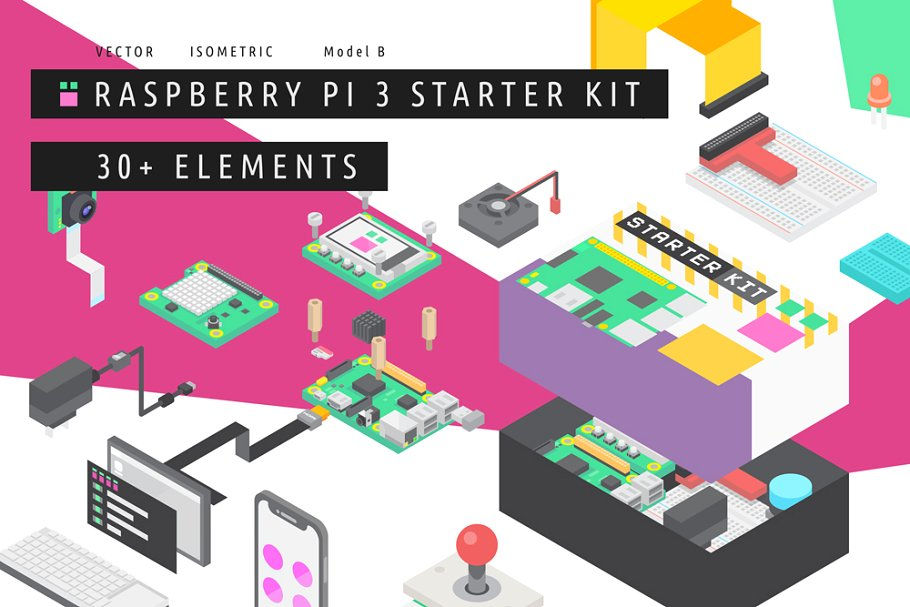 VECTOR ISOMETRIC Model B
RASPBERRY PI 3 STARTER KIT
30+ ELEMENTS
STARTER KIT